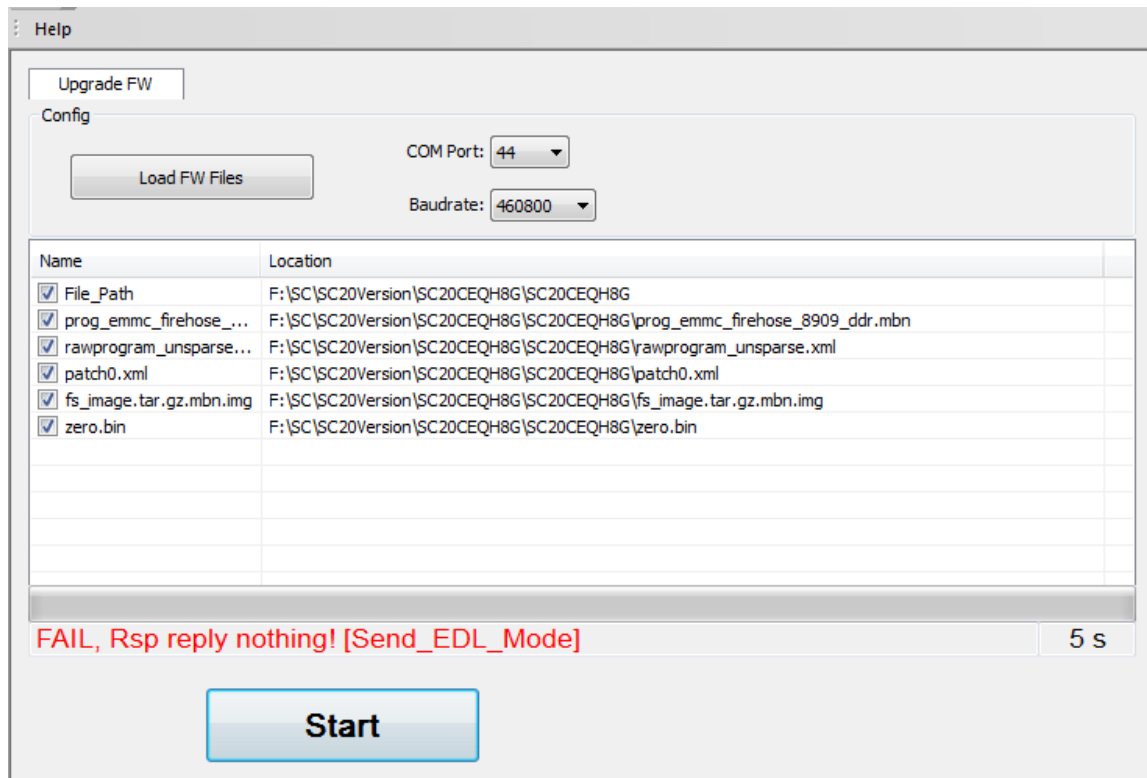 Help
Upgrade FW
Config
Load FW Files
COM Port: 44
Baudrate: 460800
Name Location
File_Path F:\SC\SC20Version\SC20CEQH8G\SC20CEQH8G
prog_emmc_firehose_... F:\SC\SC20Version\SC20CEQH8G\SC20CEQH8G\prog_emmc_firehose_8909_ddr.mbn
rawprogram_unsparse... F:\SC\SC20Version\SC20CEQH8G\SC20CEQH8G\rawprogram_unsparse.xml
patch0.xml F:\SC\SC20Version\SC20CEQH8G\SC20CEQH8G\patch0.xml
fs_image.tar.gz.mbn.img F:\SC\SC20Version\SC20CEQH8G\SC20CEQH8G\fs_image.tar.gz.mbn.img
zero.bin F:\SC\SC20Version\SC20CEQH8G\SC20CEQH8G\zero.bin
FAIL, Rsp reply nothing! [Send_EDL_Mode] 5 s
Start